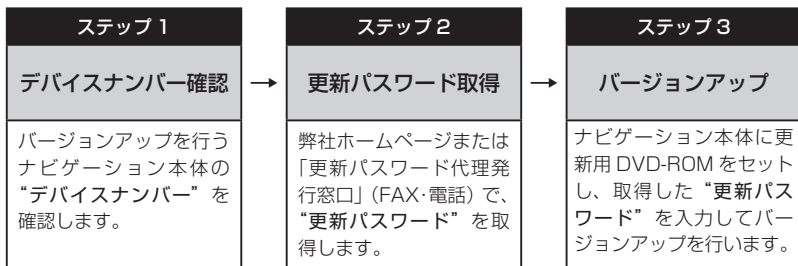 ステップ 1
デバイスナンバー確認
バージョンアップを行う
ナビゲーション本体の
“デバイスナンバー” を
確認します。
→
ステップ 2
更新パスワード取得
弊社ホームページまたは
「更新パスワード代理発
行窓口」（FAX・電話）で、
“更新パスワード” を取
得します。
→
ステップ 3
バージョンアップ
ナビゲーション本体に更
新用 DVD-ROM をセット
し、取得した “更新パス
ワード” を入力してバー
ジョンアップを行います。